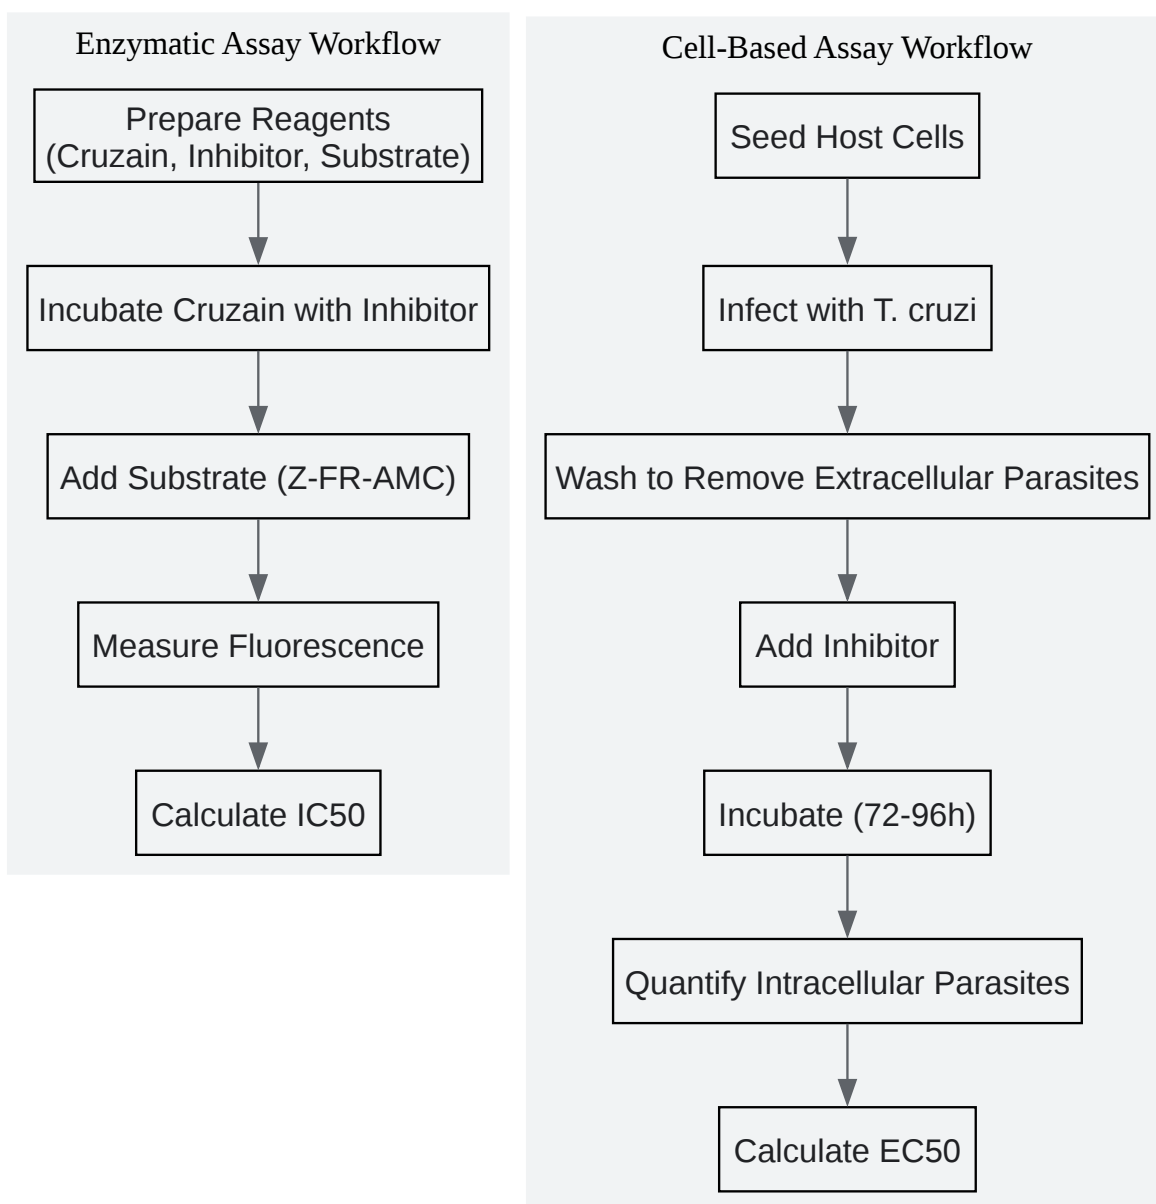 Enzymatic Assay Workflow
Prepare Reagents
(Cruzain, Inhibitor, Substrate)
Incubate Cruzain with Inhibitor
Add Substrate (Z-FR-AMC)
Measure Fluorescence
Calculate IC50
Cell-Based Assay Workflow
Seed Host Cells
Infect with T. cruzi
Wash to Remove Extracellular Parasites
Add Inhibitor
Incubate (72-96h)
Quantify Intracellular Parasites
Calculate EC50